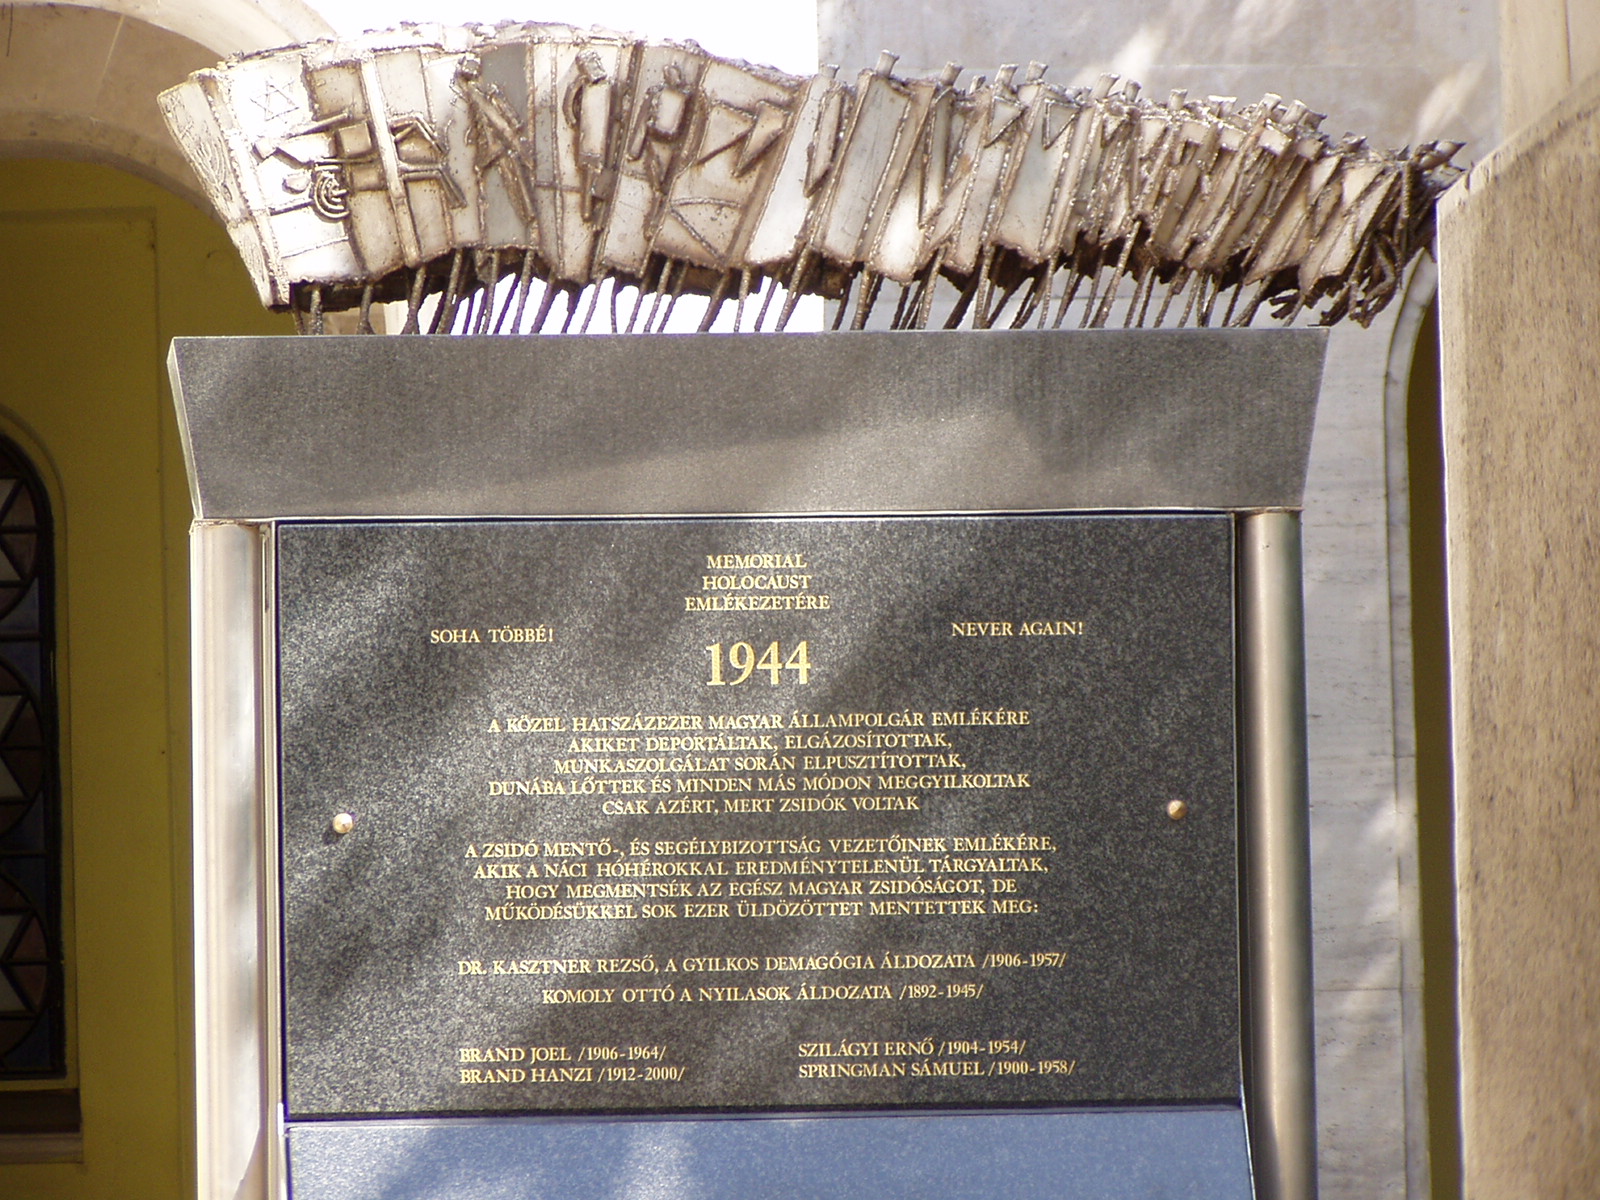 MEMORIAL
HOLOCAUST
EMLÉKEZETÉRE
SOHA TÖBBÉ!
NEVER AGAIN!
1944
A KÖZEL HATSZÁZEZER MAGYAR ÁLLAMPOLGÁR EMLÉKÉRE
AKIKET DEPORTÁLTAK, ELGÁZOSÍTOTTAK,
MUNKASZOLGÁLAT SORÁN ELPUSZTÍTOTTAK,
DUNÁBA LŐTTEK ÉS MINDEN MÁS MÓDON MEGGYILKOLTAK
CSAK AZÉRT, MERT ZSIDÓK VOLTAK
A ZSIDÓ MENTŐ-, ÉS SEGÉLYBIZOTTSÁG VEZETŐINEK EMLÉKÉRE,
AKIK A NÁCI HÓHÉROKKAL EREDMÉNYTELENÜL TÁRGYALTAK,
HOGY MEGMENTSÉK AZ EGÉSZ MAGYAR ZSIDÓSÁGOT, DE
MŰKÖDÉSÜKKEL SOK EZER ÜLDÖZÖTTET MENTETTEK MEG:
DR. KASZTNER REZSŐ, A GYILKOS DEMAGÓGIA ÁLDOZATA /1906-1957/
KOMOLY OTTÓ A NYILASOK ÁLDOZATA /1892-1945/
BRAND JOEL /1906-1964/
BRAND HANZI /1912-2000/
SZILÁGYI ERNŐ /1904-1954/
SPRINGMAN SÁMUEL /1900-1958/